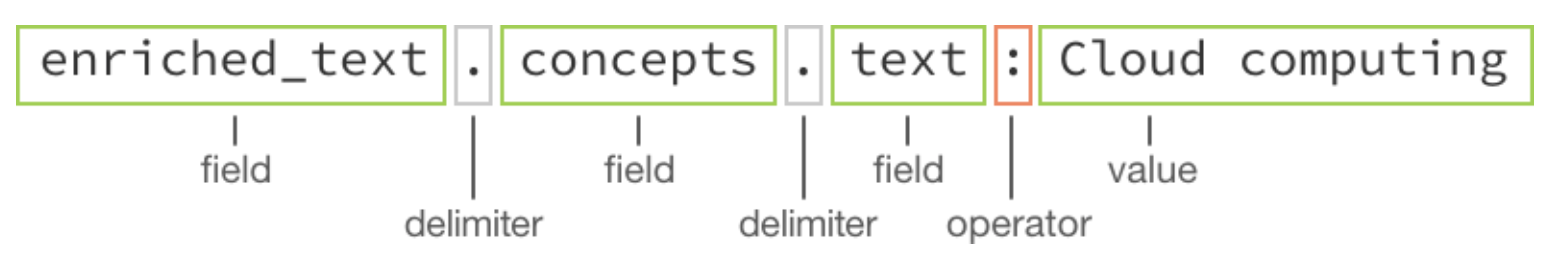 enriched_text . concepts . text : Cloud computing
field field field value
delimiter delimiter operator